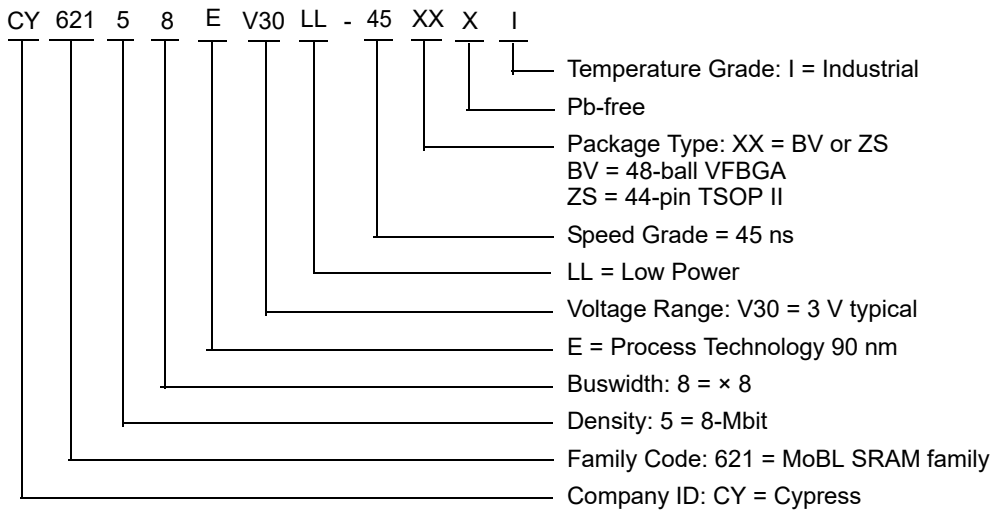 CY 621 5 8 E V30 LL - 45 XX X I
Temperature Grade: I = Industrial
Pb-free
Package Type: XX = BV or ZS
BV = 48-ball VFBGA
ZS = 44-pin TSOP II
Speed Grade = 45 ns
LL = Low Power
Voltage Range: V30 = 3 V typical
E = Process Technology 90 nm
Buswidth: 8 = × 8
Density: 5 = 8-Mbit
Family Code: 621 = MoBL SRAM family
Company ID: CY = Cypress